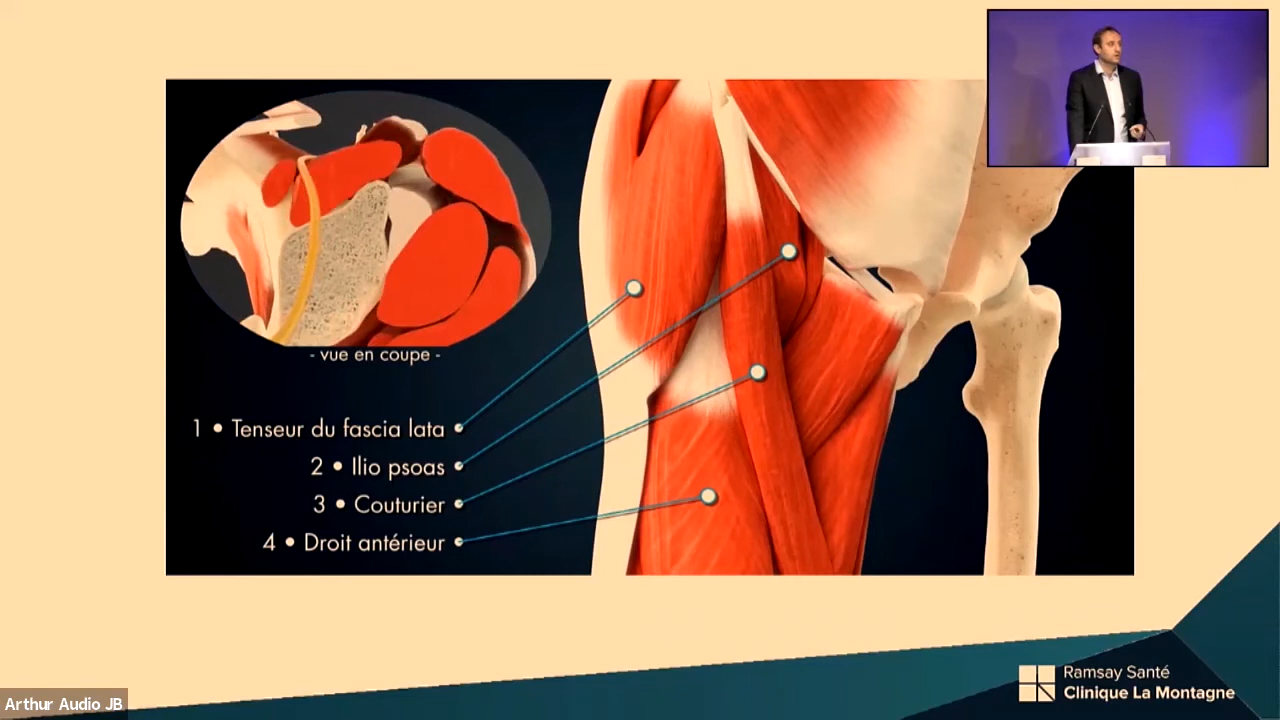 - vue en coupe -
1 • Tenseur du fascia lata
2 • Ilio psoas
3 • Couturier
4 • Droit antérieur
Ramsay Santé
Clinique La Montagne
Arthur Audio JB